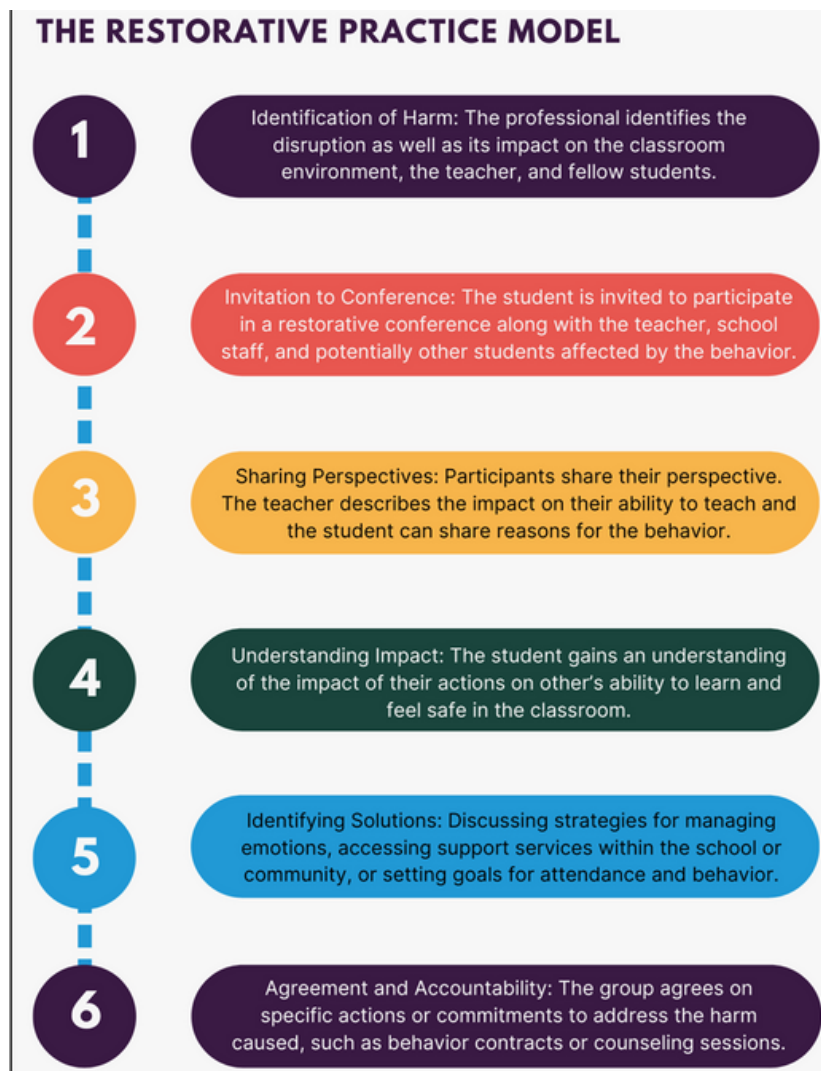 THE RESTORATIVE PRACTICE MODEL
1
Identification of Harm: The professional identifies the
disruption as well as its impact on the classroom
environment, the teacher, and fellow students.
2
Invitation to Conference: The student is invited to participate
in a restorative conference along with the teacher, school
staff, and potentially other students affected by the behavior.
3
Sharing Perspectives: Participants share their perspective.
The teacher describes the impact on their ability to teach and
the student can share reasons for the behavior.
4
Understanding Impact: The student gains an understanding
of the impact of their actions on other's ability to learn and
feel safe in the classroom.
5
Identifying Solutions: Discussing strategies for managing
emotions, accessing support services within the school or
community, or setting goals for attendance and behavior.
6
Agreement and Accountability: The group agrees on
specific actions or commitments to address the harm
caused, such as behavior contracts or counseling sessions.